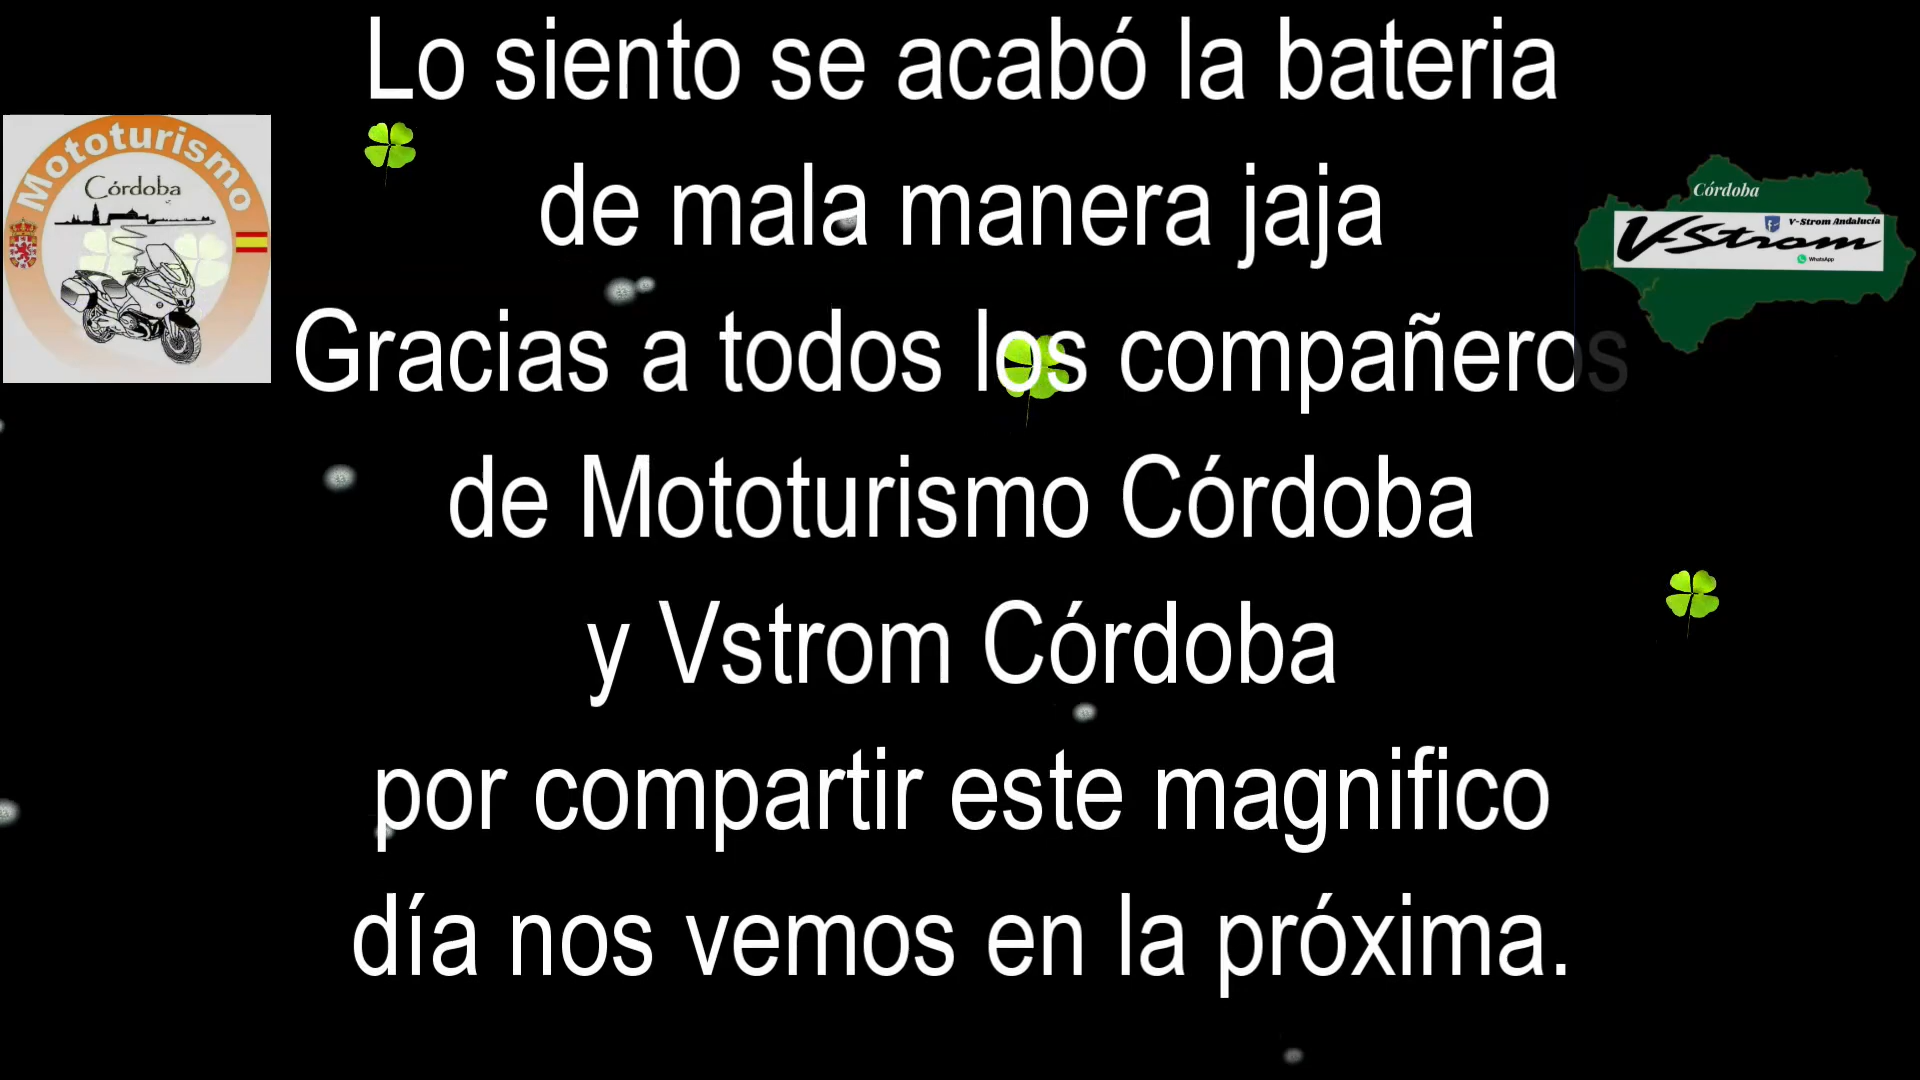 Lo siento se acabó la bateria
de mala manera jaja
Gracias a todos los compañeros
de Mototurismo Córdoba
y Vstrom Córdoba
por compartir este magnifico
día nos vemos en la próxima.
Mototurismo
Córdoba
Córdoba
V-Strom Andalucía
V-Strom
WhatsApp